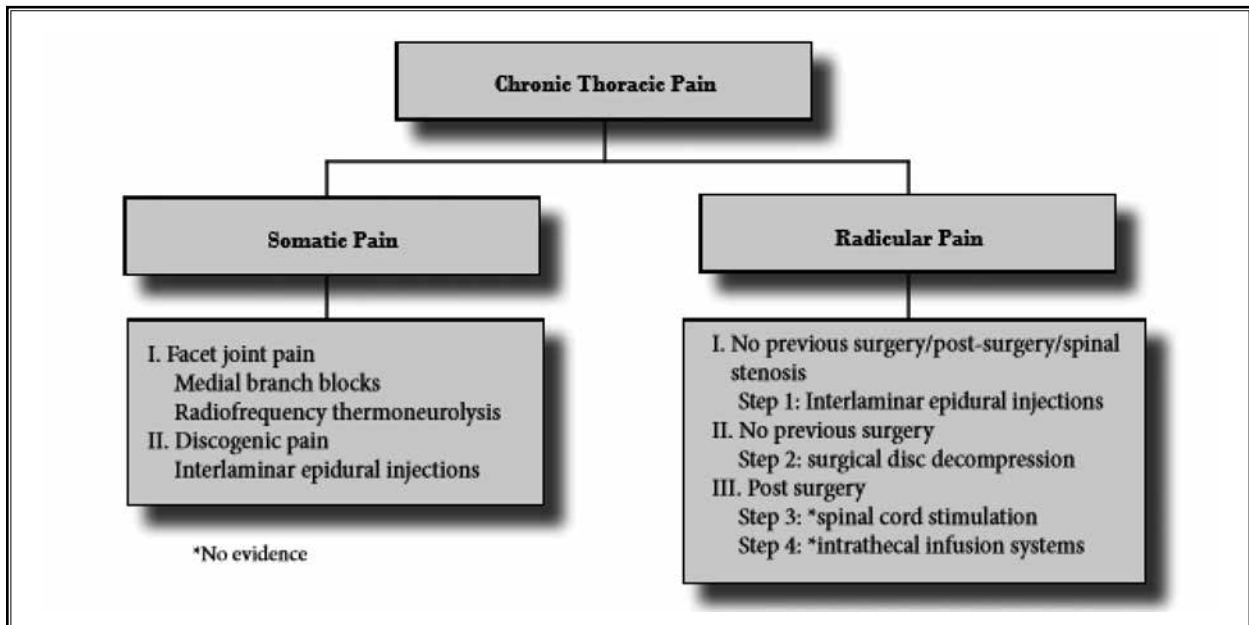 Chronic Thoracic Pain
Somatic Pain
I. Facet joint pain
Medial branch blocks
Radiofrequency thermoneurolysis
II. Discogenic pain
Interlaminar epidural injections
*No evidence
Radicular Pain
I. No previous surgery/post-surgery/spinal
stenosis
Step 1: Interlaminar epidural injections
II. No previous surgery
Step 2: surgical disc decompression
III. Post surgery
Step 3: *spinal cord stimulation
Step 4: *intrathecal infusion systems